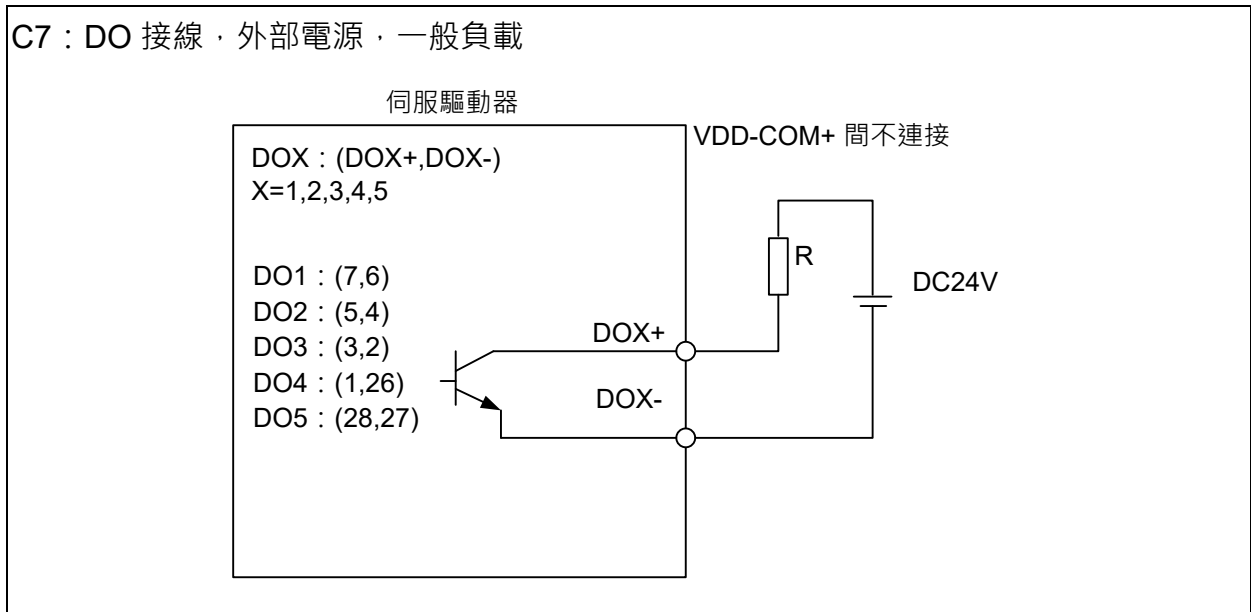 C7：DO 接線，外部電源，一般負載
伺服驅動器
VDD-COM+ 間不連接
DOX：(DOX+,DOX-)
X=1,2,3,4,5
R
DC24V
DO1：(7,6)
DO2：(5,4)
DO3：(3,2)
DO4：(1,26)
DO5：(28,27)
DOX+
DOX-